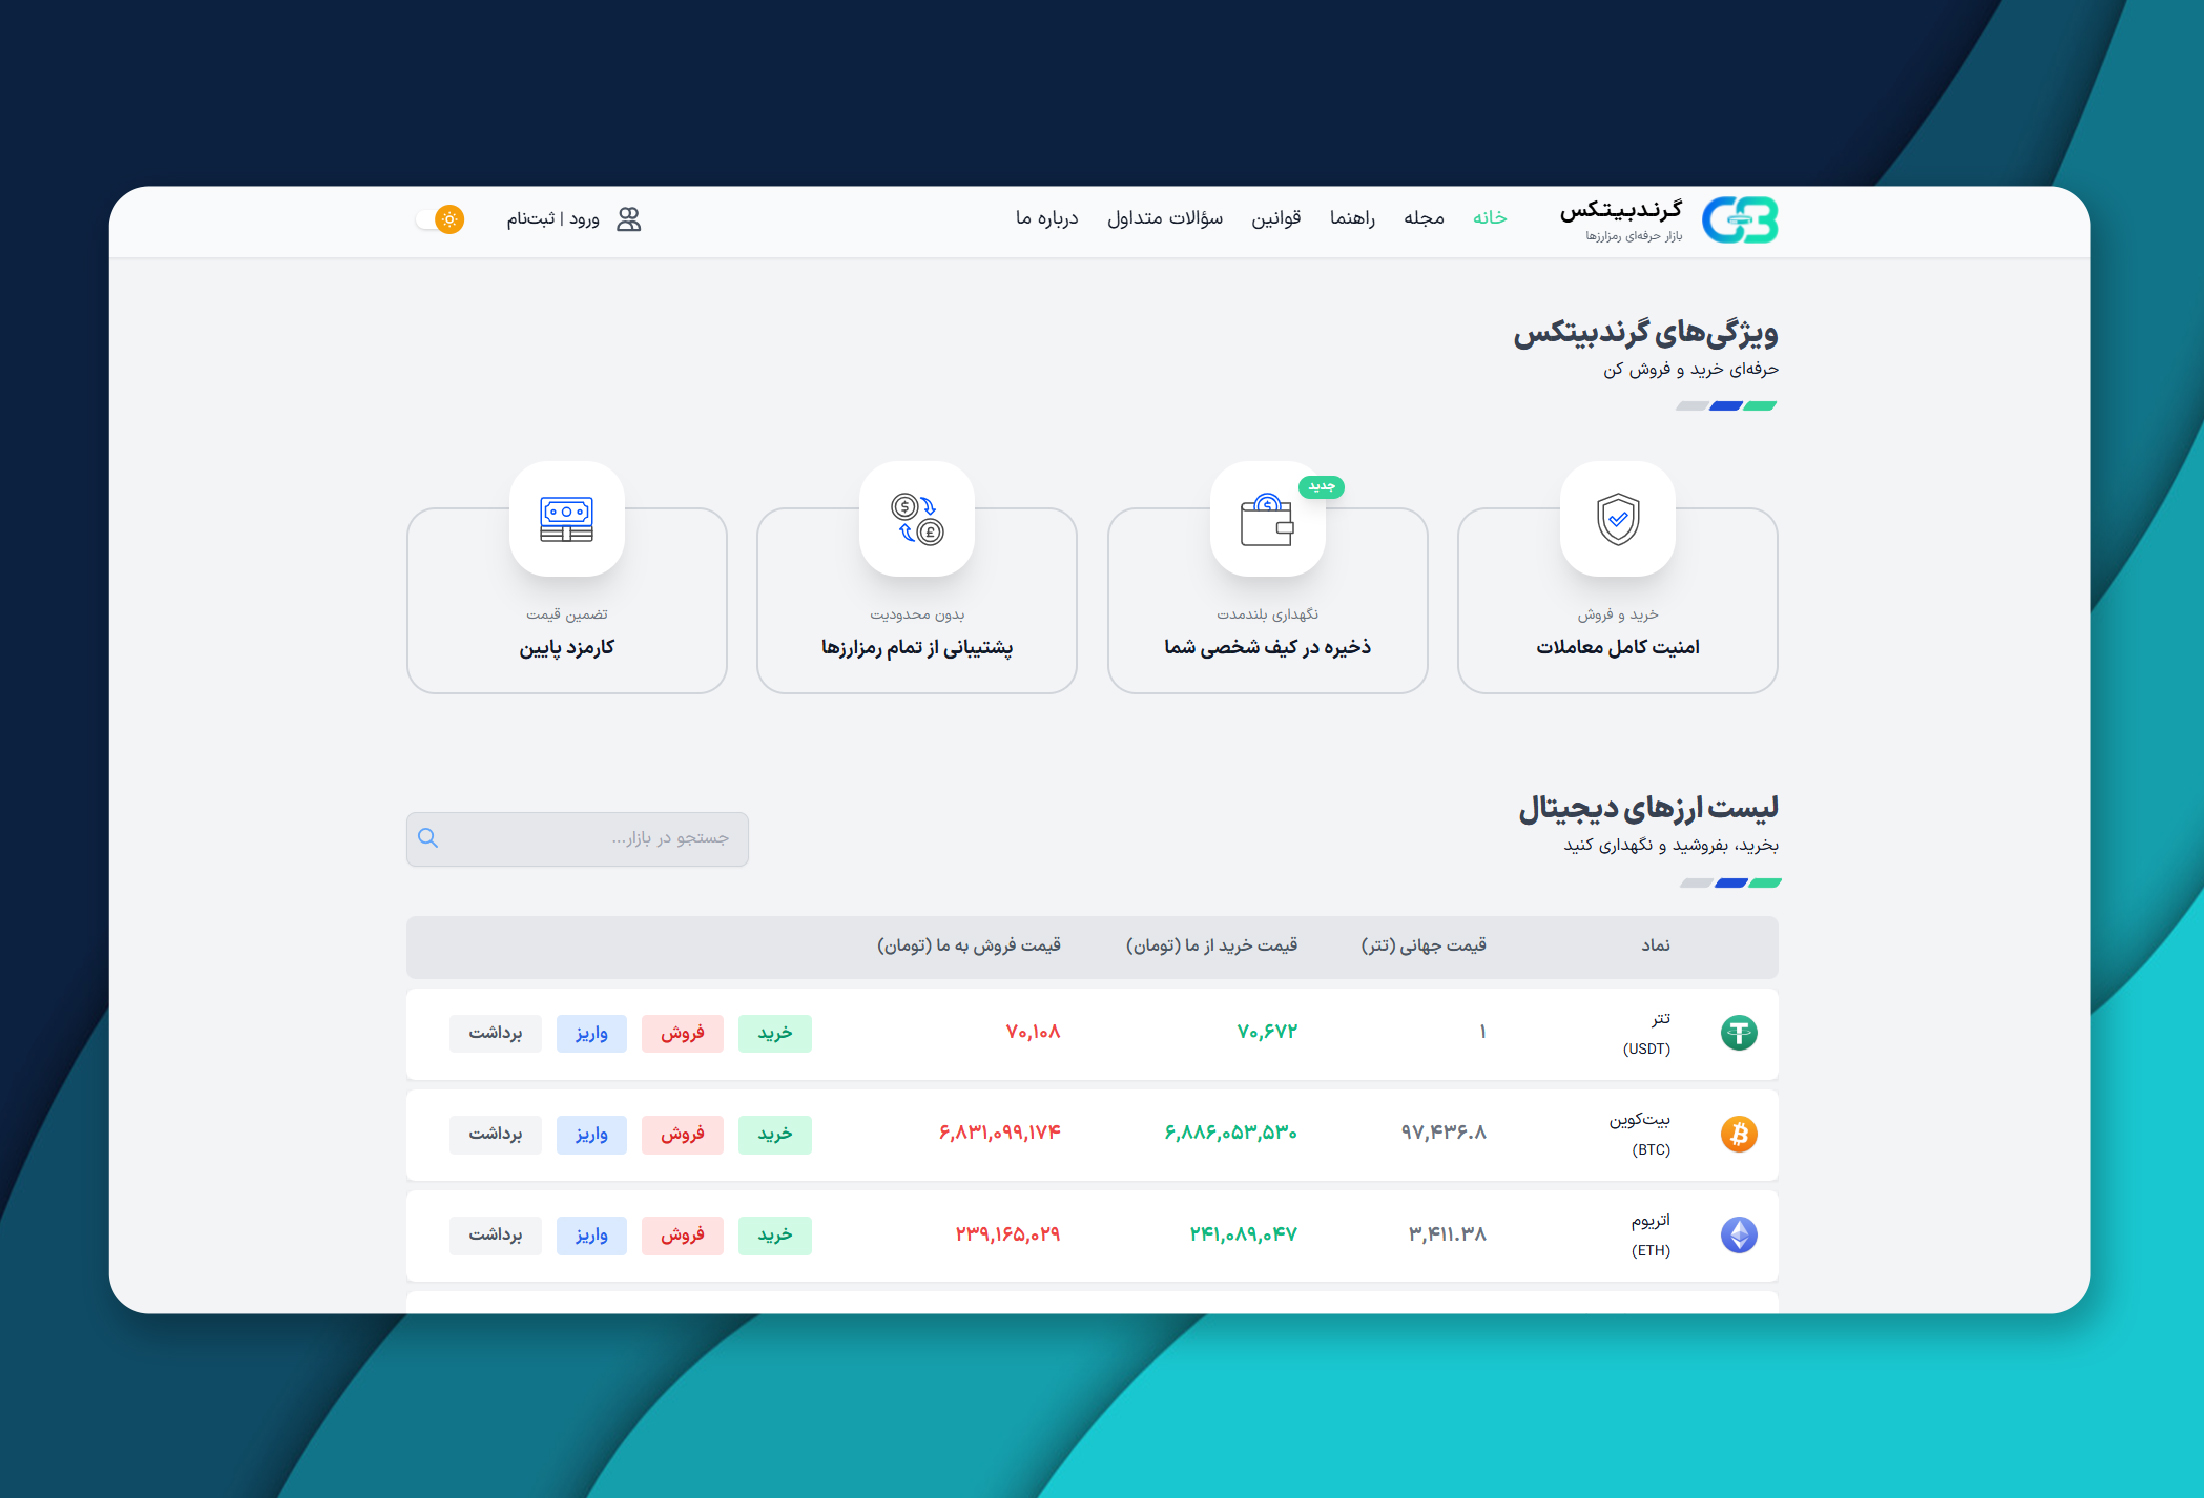 گرندبیتکس
بازار حرفه‌ای رمزارزها
خانه
مجله
راهنما
قوانین
سؤالات متداول
درباره ما
ورود | ثبت‌نام
ویژگی‌های گرندبیتکس
حرفه‌ای خرید و فروش کن
خرید و فروش
امنیت کامل معاملات
جدید
نگهداری بلندمدت
ذخیره در کیف شخصی شما
بدون محدودیت
پشتیبانی از تمام رمزارزها
تضمین قیمت
کارمزد پایین
لیست ارزهای دیجیتال
بخرید، بفروشید و نگهداری کنید
جستجو در بازار...
نماد
قیمت جهانی (تتر)
قیمت خرید از ما (تومان)
قیمت فروش به ما (تومان)
تتر
(USDT)
۱
۷۰,۶۷۲
۷۰,۱۰۸
خرید
فروش
واریز
برداشت
بیت‌کوین
(BTC)
۹۷,۴۳۶.۸
۶,۸۸۶,۰۵۳,۵۳۰
۶,۸۳۱,۰۹۹,۱۷۴
خرید
فروش
واریز
برداشت
اتریوم
(ETH)
۳,۴۱۱.۳۸
۲۴۱,۰۸۹,۰۴۷
۲۳۹,۱۶۵,۰۲۹
خرید
فروش
واریز
برداشت